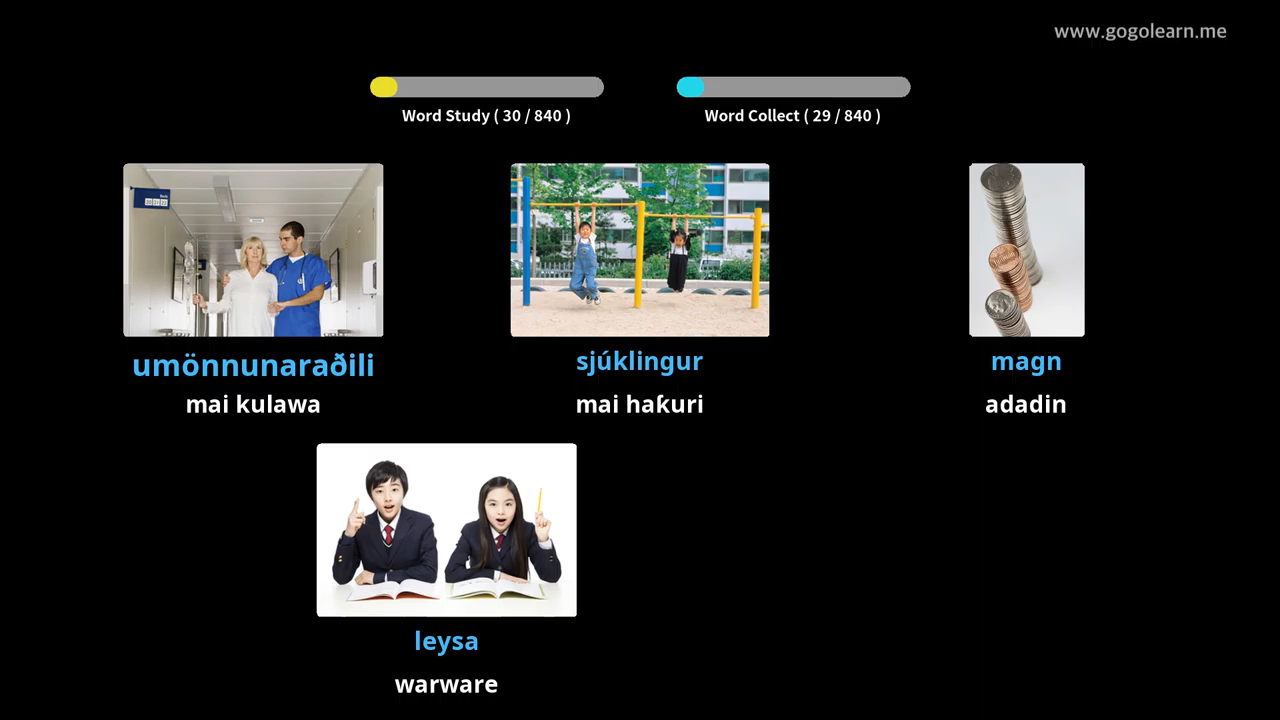 www.gogolearn.me
Word Study ( 30 / 840 )
Word Collect ( 29 / 840 )
umönnunaraðili
mai kulawa
sjúklingur
mai haƙuri
magn
adadin
leysa
warware